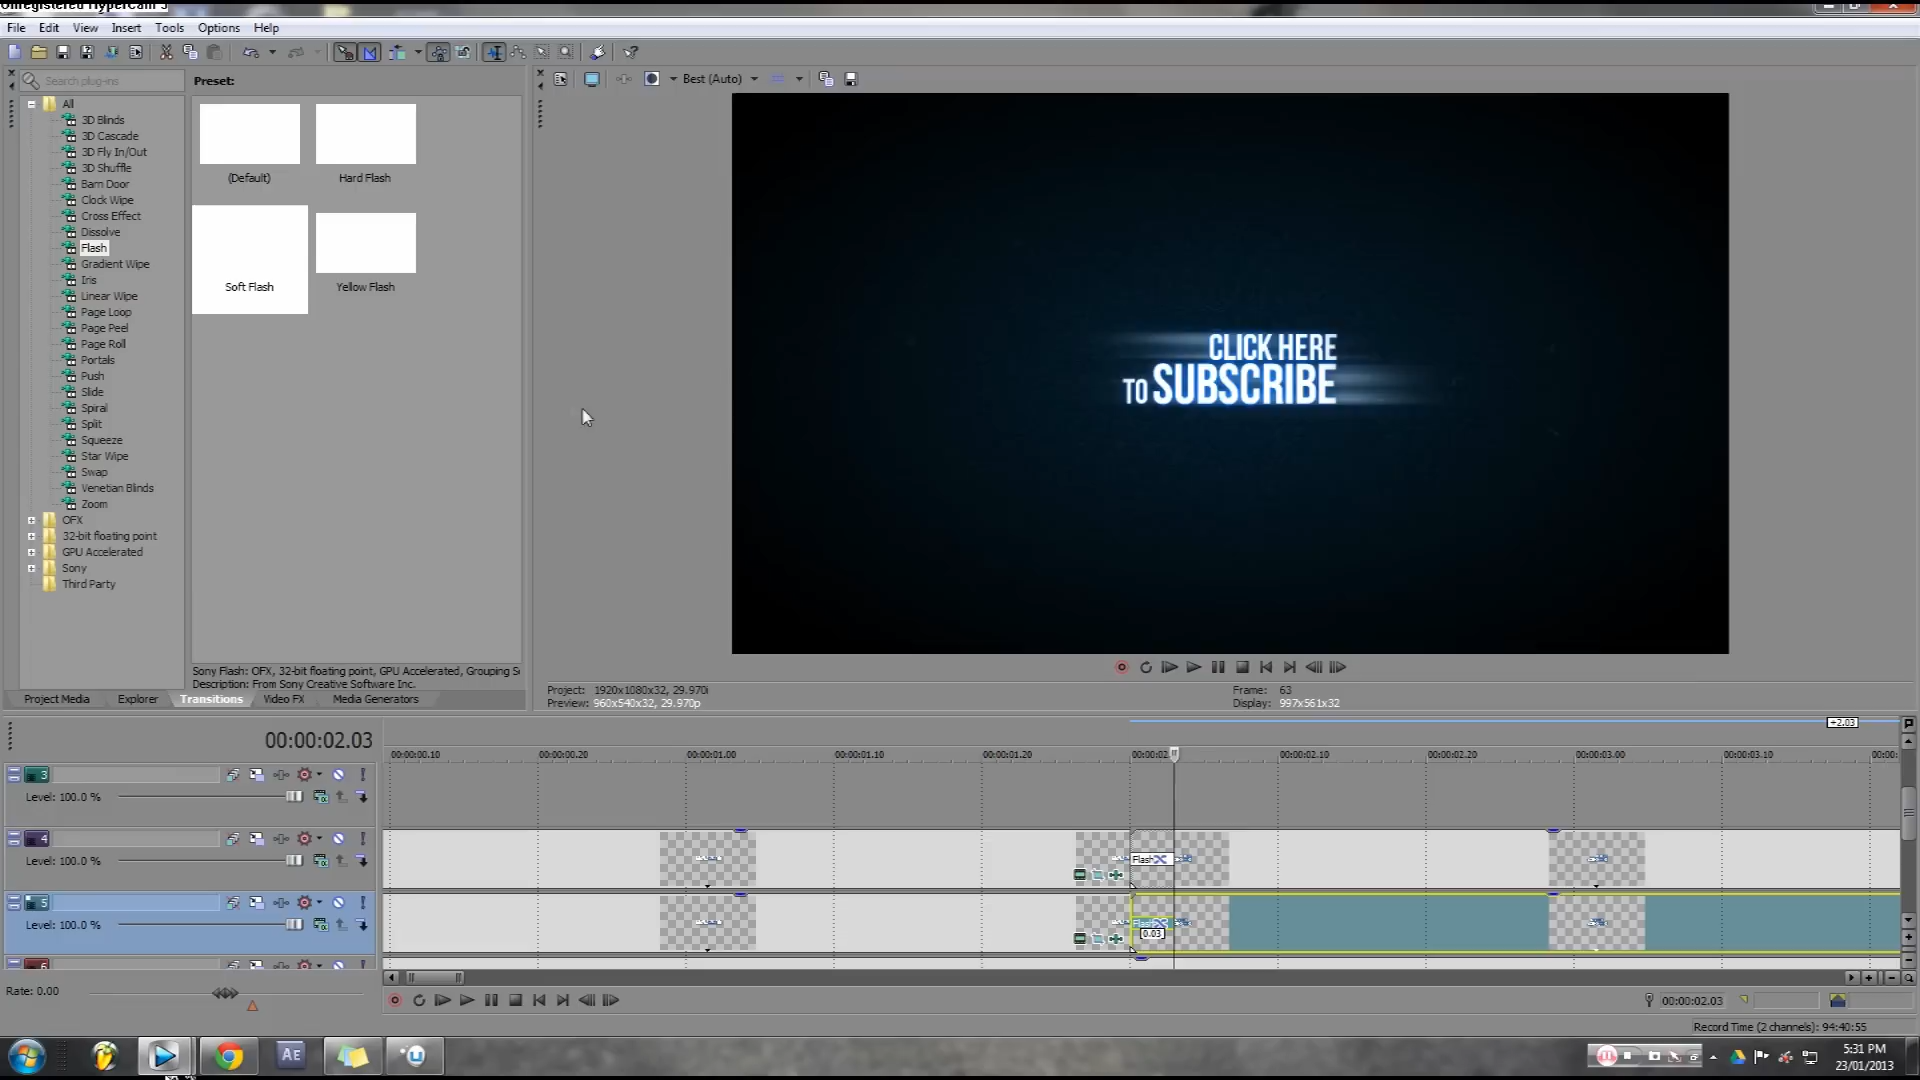 Unregistered HyperCam 3
File Edit View Insert Tools Options Help
Search plug-ins
Preset:
Best (Auto)
All
3D Blinds
3D Cascade
3D Fly In/Out
3D Shuffle
Barn Door
Clock Wipe
Cross Effect
Dissolve
Flash
Gradient Wipe
Iris
Linear Wipe
Page Loop
Page Peel
Page Roll
Portals
Push
Slide
Spiral
Split
Squeeze
Star Wipe
Swap
Venetian Blinds
Zoom
OFX
32-bit floating point
GPU Accelerated
Sony
Third Party
(Default)
Hard Flash
Soft Flash
Yellow Flash
CLICK HERE
TO SUBSCRIBE
Sony Flash: OFX, 32-bit floating point, GPU Accelerated, Grouping S
Description: From Sony Creative Software Inc.
Project Media Explorer Transitions Video FX Media Generators
Project: 1920x1080x32, 29.970i
Preview: 960x540x32, 29.970p
Frame: 63
Display: 997x561x32
+2.03
00:00:02.03
00:00:00.10 00:00:00.20 00:00:01.00 00:00:01.10 00:00:01.20 00:00:02 00:00:02.10 00:00:02.20 00:00:03.00 00:00:03.10 00:00:
3
Level: 100.0 %
4
Level: 100.0 %
Flash
5
Level: 100.0 %
Flash
0.03
6
Rate: 0.00
00:00:02.03
Record Time (2 channels): 94:40:55
AE
5:31 PM
23/01/2013